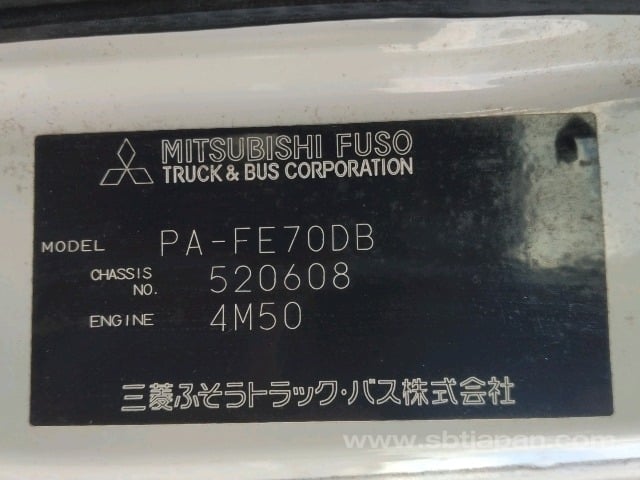 MITSUBISHI FUSO
TRUCK & BUS CORPORATION
MODEL PA-FE70DB
CHASSIS NO. 520608
ENGINE 4M50
三菱ふそうトラック・バス株式会社
www.sbtjapan.com